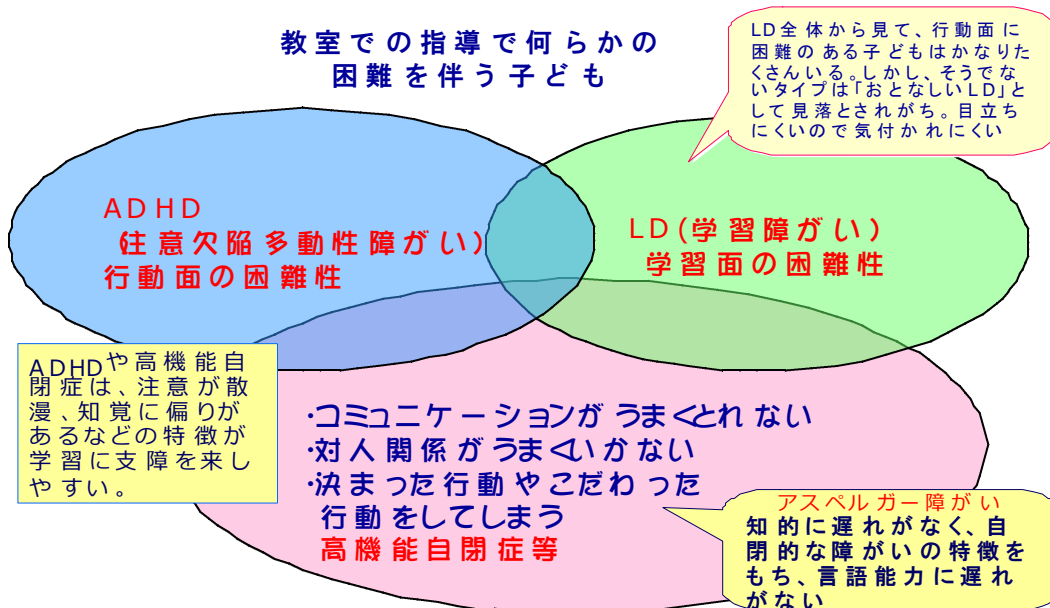 教室での指導で何らかの
困難を伴う子ども
LD全体から見て、行動面に
困難のある子どもはかなりた
くさんいる。しかし、そうでな
いタイプは「おとなしいLD」と
して見落とされがち。目立ち
にくいので気付かれにくい
ADHD
(注意欠陥多動性障がい)
行動面の困難性
LD(学習障がい)
学習面の困難性
ADHDや高機能自
閉症は、注意が散
漫、知覚に偏りが
あるなどの特徴が
学習に支障を来し
やすい。
・コミュニケーションがうまくとれない
・対人関係がうまくいかない
・決まった行動やこだわった
行動をしてしまう
高機能自閉症等
アスペルガー障がい
知的に遅れがなく、自
閉的な障がいの特徴を
もち、言語能力に遅れ
がない